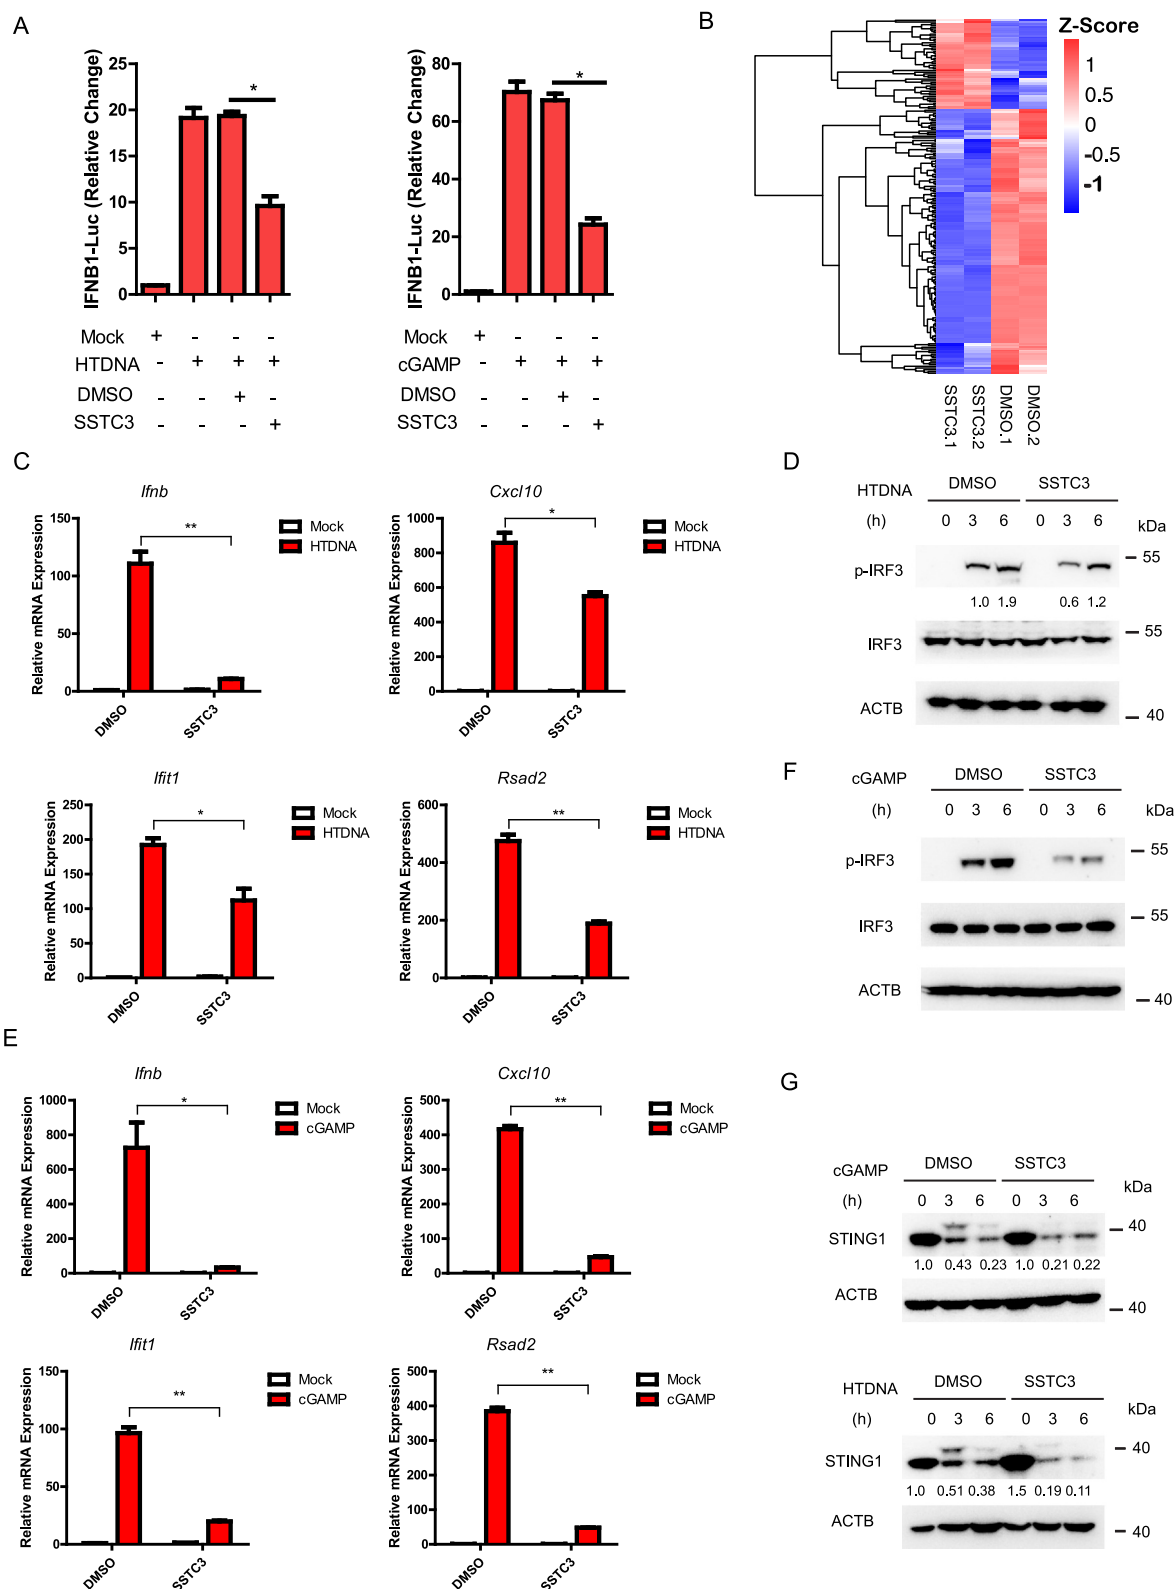 A
IFNB1-Luc (Relative Change)
25
20
15
10
5
0
*
Mock + - - -
HTDNA - + + +
DMSO - - + -
SSTC3 - - - +
IFNB1-Luc (Relative Change)
80
60
40
20
0
*
Mock + - - -
cGAMP - + + +
DMSO - - + -
SSTC3 - - - +
B
Z-Score
1
0.5
0
-0.5
-1
SSTC3.1
SSTC3.2
DMSO.1
DMSO.2
C
Ifnb
Relative mRNA Expression
150
100
50
0
**
Mock
HTDNA
DMSO
SSTC3
Cxcl10
Relative mRNA Expression
1000
800
600
400
200
0
*
Mock
HTDNA
DMSO
SSTC3
Ifit1
Relative mRNA Expression
250
200
150
100
50
0
*
Mock
HTDNA
DMSO
SSTC3
Rsad2
Relative mRNA Expression
600
400
200
0
**
Mock
HTDNA
DMSO
SSTC3
D
HTDNA DMSO SSTC3
(h) 0 3 6 0 3 6 kDa
p-IRF3 55
1.0 1.9 0.6 1.2
IRF3 55
ACTB 40
F
cGAMP DMSO SSTC3
(h) 0 3 6 0 3 6 kDa
p-IRF3 55
IRF3 55
ACTB 40
E
Ifnb
Relative mRNA Expression
1000
800
600
400
200
0
*
Mock
cGAMP
DMSO
SSTC3
Cxcl10
Relative mRNA Expression
500
400
300
200
100
0
**
Mock
cGAMP
DMSO
SSTC3
Ifit1
Relative mRNA Expression
150
100
50
0
**
Mock
cGAMP
DMSO
SSTC3
Rsad2
Relative mRNA Expression
500
400
300
200
100
0
**
Mock
cGAMP
DMSO
SSTC3
G
cGAMP DMSO SSTC3
(h) 0 3 6 0 3 6 kDa
STING1 40
1.0 0.43 0.23 1.0 0.21 0.22
ACTB 40
HTDNA DMSO SSTC3
(h) 0 3 6 0 3 6 kDa
STING1 40
1.0 0.51 0.38 1.5 0.19 0.11
ACTB 40